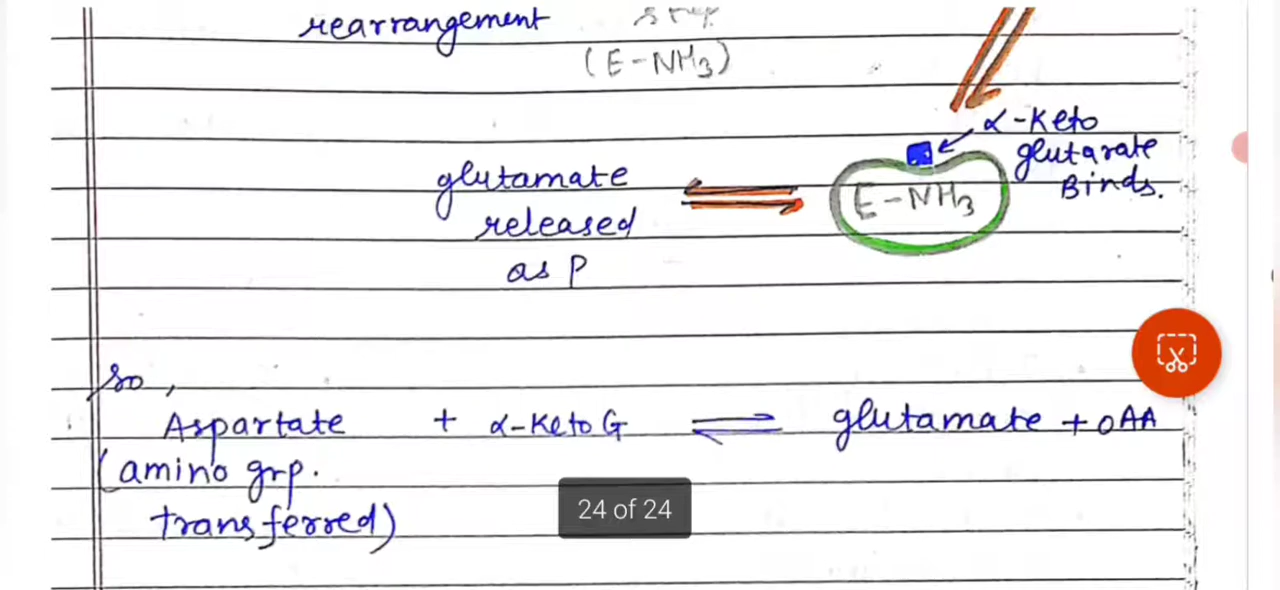 rearrangement step
(E-NH3)
α-Keto
glutarate
Binds.
E-NH3
glutamate
released
as P
so,
Aspartate + α-Keto G ⇌ glutamate + OAA
(amino grp.
transferred)
24 of 24